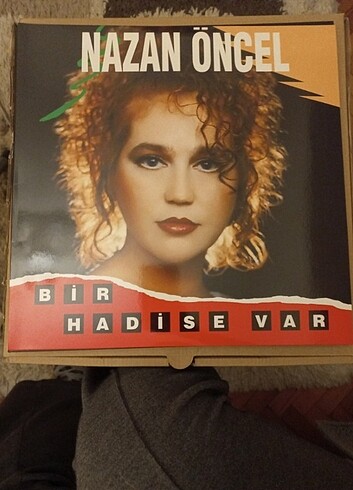 NAZAN ÖNCEL
BİR
HADİSE VAR